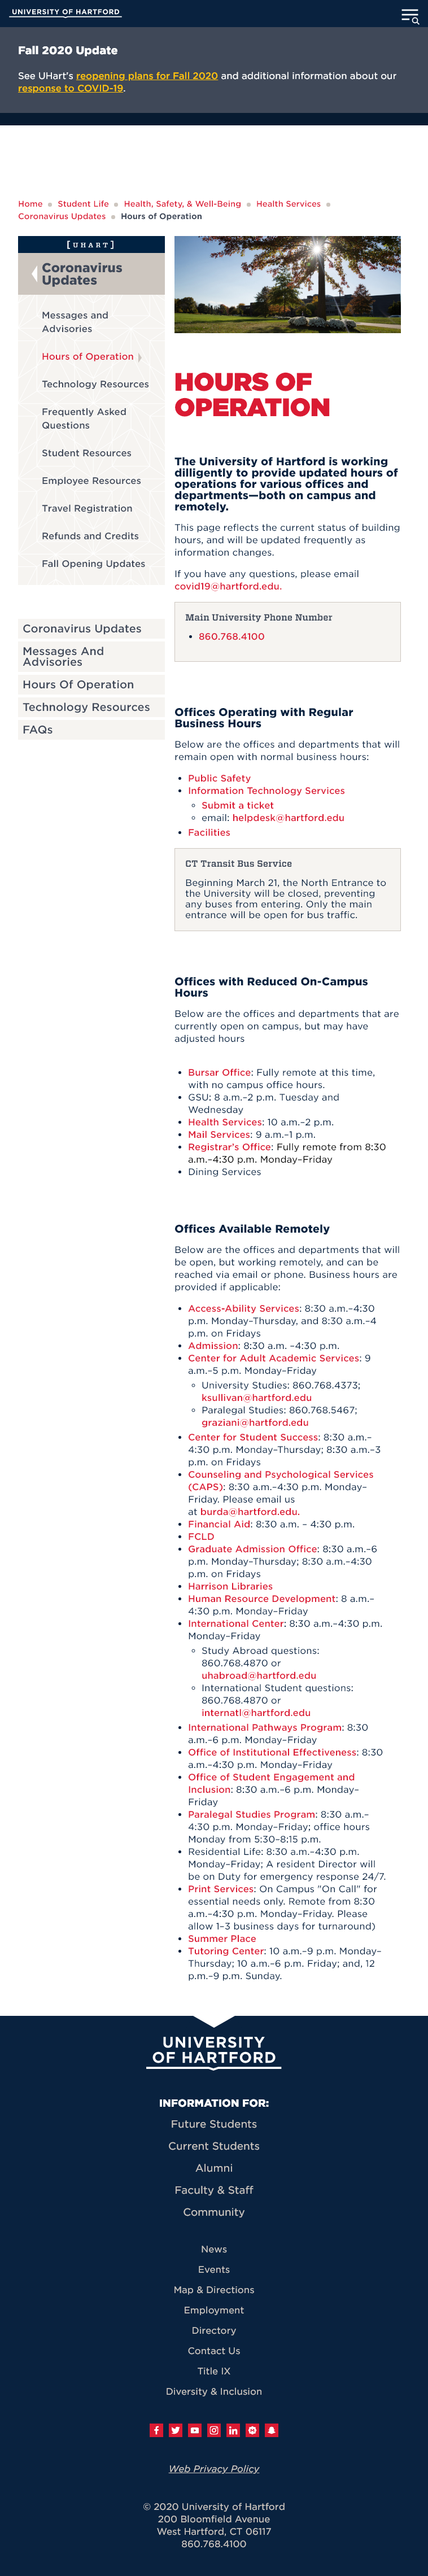 UNIVERSITY OF HARTFORD
Fall 2020 Update
See UHart's reopening plans for Fall 2020 and additional information about our
response to COVID-19.
Home Student Life Health, Safety, & Well-Being Health Services
Coronavirus Updates Hours of Operation
[UHART]
Coronavirus
Updates
Messages and
Advisories
Hours of Operation
Technology Resources
Frequently Asked
Questions
Student Resources
Employee Resources
Travel Registration
Refunds and Credits
Fall Opening Updates
Coronavirus Updates
Messages And
Advisories
Hours Of Operation
Technology Resources
FAQs
HOURS OF
OPERATION
The University of Hartford is working
dilligently to provide updated hours of
operations for various offices and
departments—both on campus and
remotely.
This page reflects the current status of building
hours, and will be updated frequently as
information changes.
If you have any questions, please email
covid19@hartford.edu.
Main University Phone Number
• 860.768.4100
Offices Operating with Regular
Business Hours
Below are the offices and departments that will
remain open with normal business hours:
• Public Safety
• Information Technology Services
◦ Submit a ticket
◦ email: helpdesk@hartford.edu
• Facilities
CT Transit Bus Service
Beginning March 21, the North Entrance to
the University will be closed, preventing
any buses from entering. Only the main
entrance will be open for bus traffic.
Offices with Reduced On-Campus
Hours
Below are the offices and departments that are
currently open on campus, but may have
adjusted hours
• Bursar Office: Fully remote at this time,
with no campus office hours.
• GSU: 8 a.m.–2 p.m. Tuesday and
Wednesday
• Health Services: 10 a.m.–2 p.m.
• Mail Services: 9 a.m.–1 p.m.
• Registrar's Office: Fully remote from 8:30
a.m.–4:30 p.m. Monday–Friday
• Dining Services
Offices Available Remotely
Below are the offices and departments that will
be open, but working remotely, and can be
reached via email or phone. Business hours are
provided if applicable:
• Access-Ability Services: 8:30 a.m.–4:30
p.m. Monday–Thursday, and 8:30 a.m.–4
p.m. on Fridays
• Admission: 8:30 a.m. –4:30 p.m.
• Center for Adult Academic Services: 9
a.m.–5 p.m. Monday–Friday
◦ University Studies: 860.768.4373;
ksullivan@hartford.edu
◦ Paralegal Studies: 860.768.5467;
graziani@hartford.edu
• Center for Student Success: 8:30 a.m.–
4:30 p.m. Monday–Thursday; 8:30 a.m.–3
p.m. on Fridays
• Counseling and Psychological Services
(CAPS): 8:30 a.m.–4:30 p.m. Monday–
Friday. Please email us
at burda@hartford.edu.
• Financial Aid: 8:30 a.m. – 4:30 p.m.
• FCLD
• Graduate Admission Office: 8:30 a.m.–6
p.m. Monday–Thursday; 8:30 a.m.–4:30
p.m. on Fridays
• Harrison Libraries
• Human Resource Development: 8 a.m.–
4:30 p.m. Monday–Friday
• International Center: 8:30 a.m.–4:30 p.m.
Monday–Friday
◦ Study Abroad questions:
860.768.4870 or
uhabroad@hartford.edu
◦ International Student questions:
860.768.4870 or
internatl@hartford.edu
• International Pathways Program: 8:30
a.m.–6 p.m. Monday–Friday
• Office of Institutional Effectiveness: 8:30
a.m.–4:30 p.m. Monday–Friday
• Office of Student Engagement and
Inclusion: 8:30 a.m.–6 p.m. Monday–
Friday
• Paralegal Studies Program: 8:30 a.m.–
4:30 p.m. Monday–Friday; office hours
Monday from 5:30–8:15 p.m.
• Residential Life: 8:30 a.m.–4:30 p.m.
Monday–Friday; A resident Director will
be on Duty for emergency response 24/7.
• Print Services: On Campus "On Call" for
essential needs only. Remote from 8:30
a.m.–4:30 p.m. Monday–Friday. Please
allow 1–3 business days for turnaround)
• Summer Place
• Tutoring Center: 10 a.m.–9 p.m. Monday–
Thursday; 10 a.m.–6 p.m. Friday; and, 12
p.m.–9 p.m. Sunday.
UNIVERSITY
OF HARTFORD
INFORMATION FOR:
Future Students
Current Students
Alumni
Faculty & Staff
Community
News
Events
Map & Directions
Employment
Directory
Contact Us
Title IX
Diversity & Inclusion
Web Privacy Policy
© 2020 University of Hartford
200 Bloomfield Avenue
West Hartford, CT 06117
860.768.4100